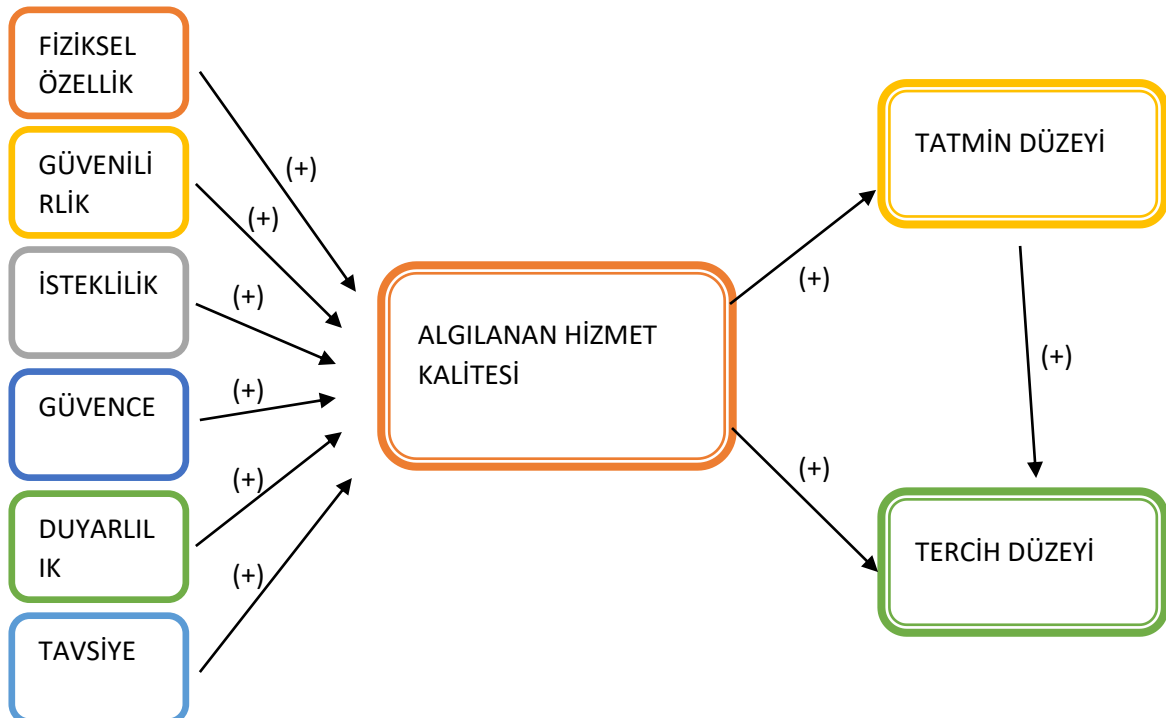 FİZİKSEL
ÖZELLİK
GÜVENİLİ
RLİK
İSTEKLİLİK
GÜVENCE
DUYARLIL
IK
TAVSİYE
(+)
(+)
(+)
(+)
(+)
(+)
ALGILANAN HİZMET
KALİTESİ
(+)
(+)
TATMİN DÜZEYİ
(+)
TERCİH DÜZEYİ